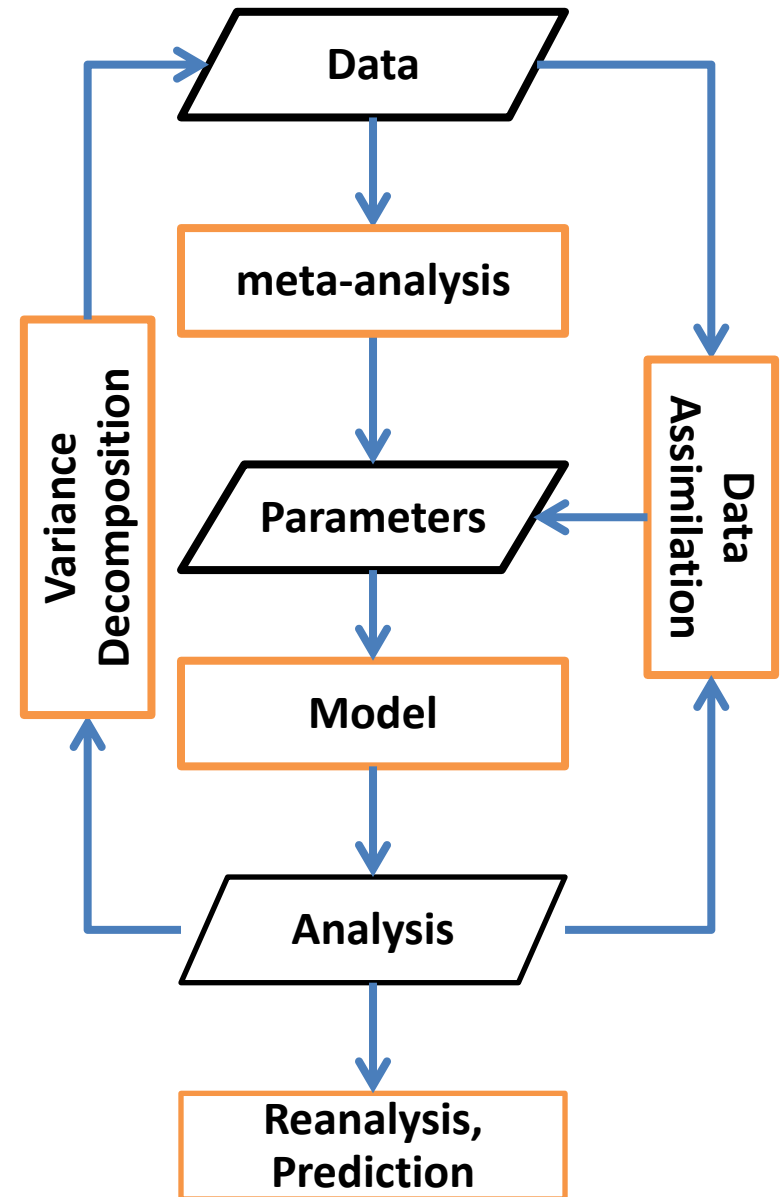 Data
meta-analysis
Variance
Decomposition
Data
Assimilation
Parameters
Model
Analysis
Reanalysis,
Prediction